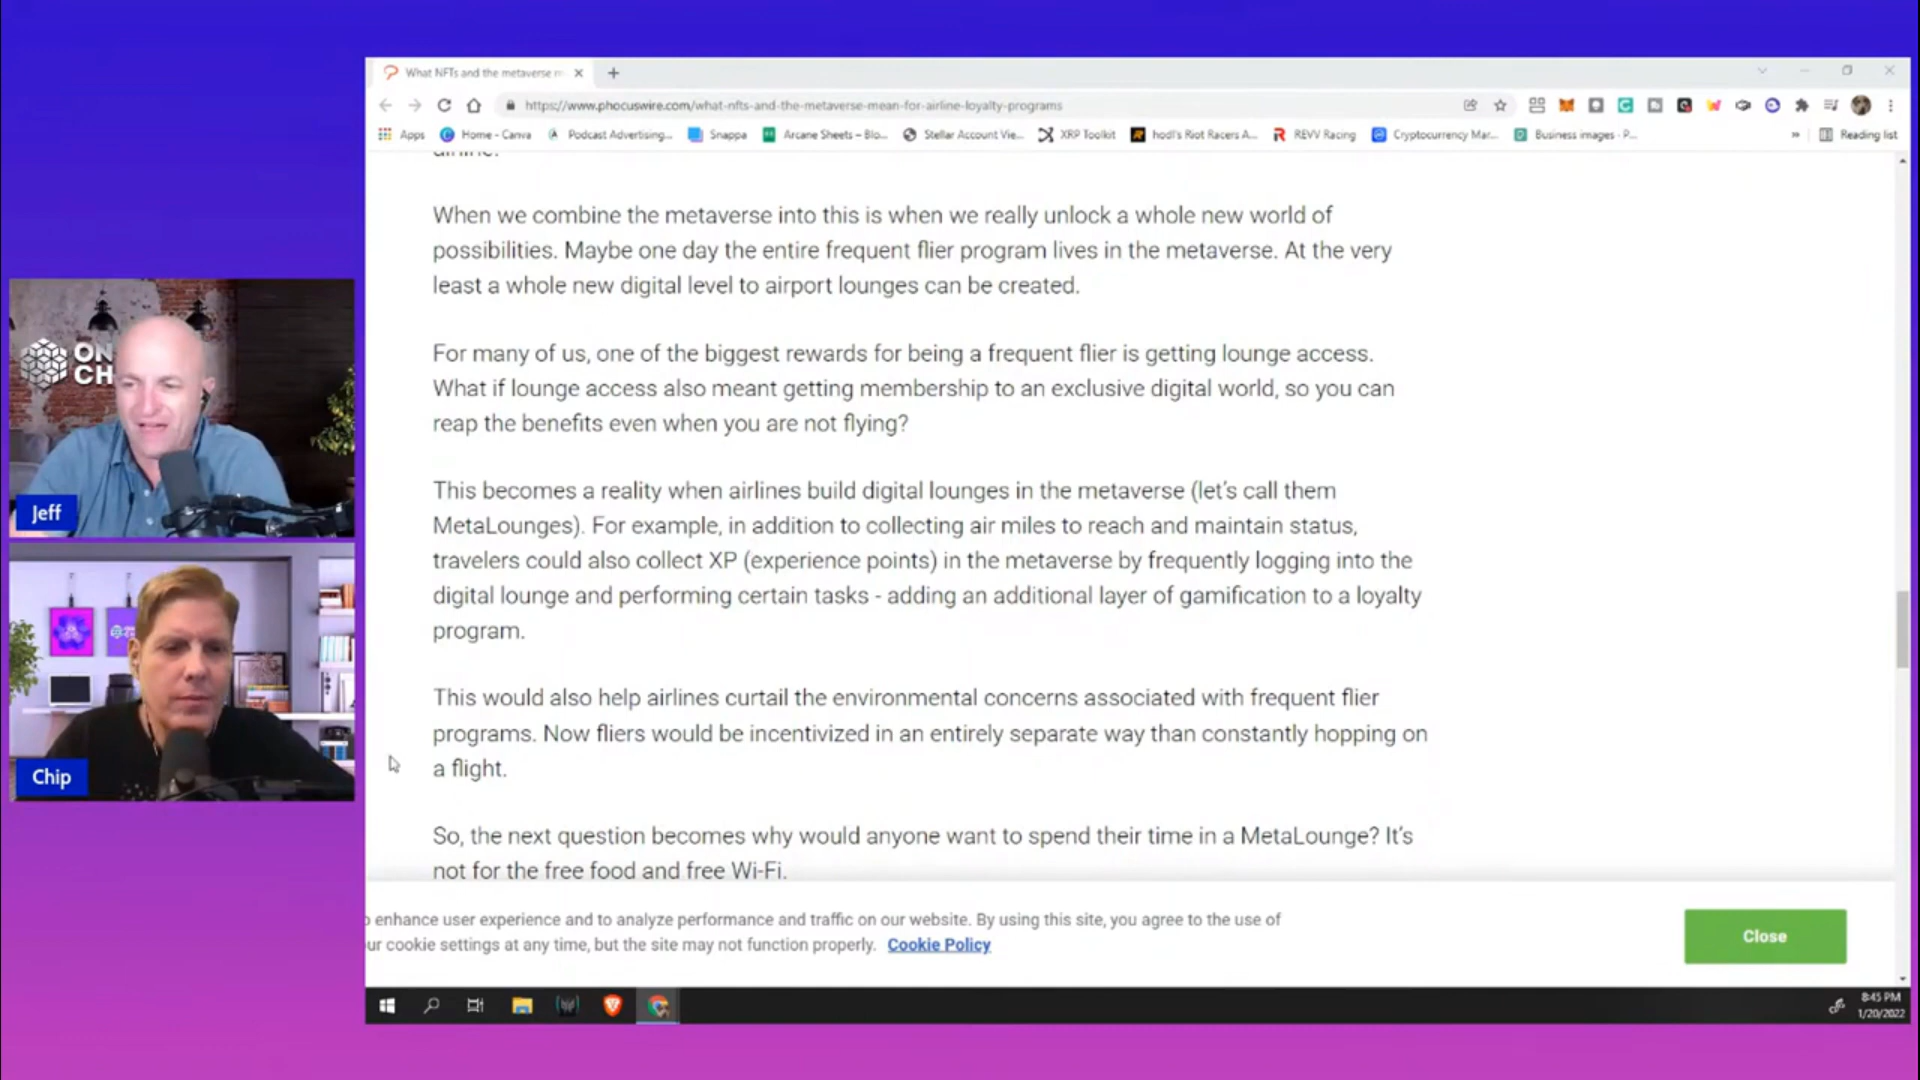 What NFTs and the metaverse m
https://www.phocuswire.com/what-nfts-and-the-metaverse-mean-for-airline-loyalty-programs
Apps Home - Canva Podcast Advertising... Snappa Arcane Sheets – Blo... Stellar Account Vie... XRP Toolkit hodl's Riot Racers A... REVV Racing Cryptocurrency Mar... Business images - P... » Reading list
airline.
When we combine the metaverse into this is when we really unlock a whole new world of
possibilities. Maybe one day the entire frequent flier program lives in the metaverse. At the very
least a whole new digital level to airport lounges can be created.
For many of us, one of the biggest rewards for being a frequent flier is getting lounge access.
What if lounge access also meant getting membership to an exclusive digital world, so you can
reap the benefits even when you are not flying?
This becomes a reality when airlines build digital lounges in the metaverse (let's call them
MetaLounges). For example, in addition to collecting air miles to reach and maintain status,
travelers could also collect XP (experience points) in the metaverse by frequently logging into the
digital lounge and performing certain tasks - adding an additional layer of gamification to a loyalty
program.
This would also help airlines curtail the environmental concerns associated with frequent flier
programs. Now fliers would be incentivized in an entirely separate way than constantly hopping on
a flight.
So, the next question becomes why would anyone want to spend their time in a MetaLounge? It's
not for the free food and free Wi-Fi.
o enhance user experience and to analyze performance and traffic on our website. By using this site, you agree to the use of
ur cookie settings at any time, but the site may not function properly. Cookie Policy
Close
8:45 PM
1/20/2022
ON
CH
Jeff
Chip